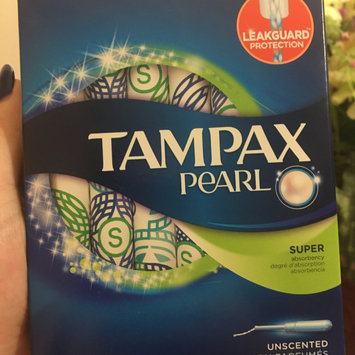 LEAKGUARD
PROTECTION
S
TAMPAX
PEARL
S
SUPER
absorbency
degré d'absorption
absorbencia
UNSCENTED